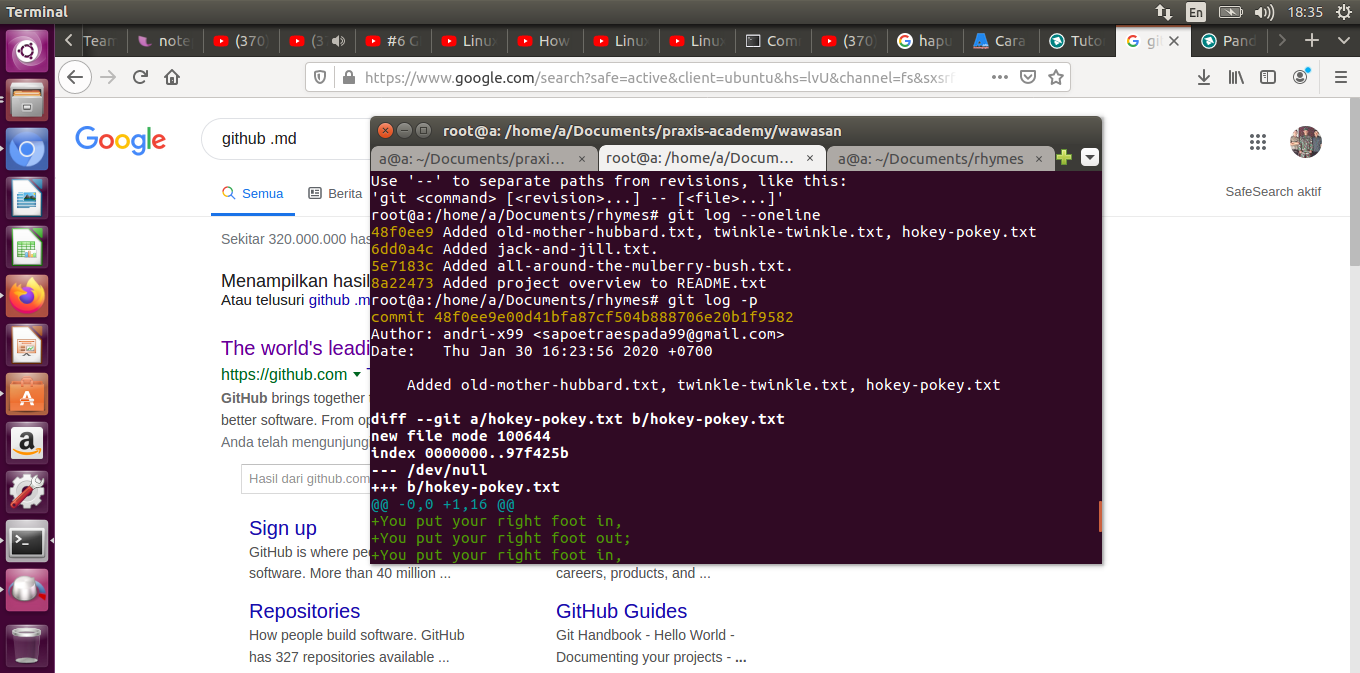 Terminal
En
18:35
Team
note
(370)
(3
#6 G
Linu
How
Linu
Linu
Com
(370)
hapu
Cara
Tuto
gi
Pand
https://www.google.com/search?safe=active&client=ubuntu&hs=lvU&channel=fs&sxsrf
Google
github .md
Semua
Berita
SafeSearch aktif
Sekitar 320.000.000 has
Menampilkan hasil
Atau telusuri github .m
The world's leadi
https://github.com
GitHub brings together
better software. From op
Anda telah mengunjung
Hasil dari github.com
Sign up
GitHub is where peo
software. More than 40 million ...
careers, products, and ...
Repositories
How people build software. GitHub
has 327 repositories available ...
GitHub Guides
Git Handbook - Hello World -
Documenting your projects - ...
root@a: /home/a/Documents/praxis-academy/wawasan
a@a: ~/Documents/praxi...
root@a: /home/a/Docum...
a@a: ~/Documents/rhymes
Use '--' to separate paths from revisions, like this:
'git <command> [<revision>...] -- [<file>...]'
root@a:/home/a/Documents/rhymes# git log --oneline
48f0ee9 Added old-mother-hubbard.txt, twinkle-twinkle.txt, hokey-pokey.txt
6dd0a4c Added jack-and-jill.txt.
5e7183c Added all-around-the-mulberry-bush.txt.
8a22473 Added project overview to README.txt
root@a:/home/a/Documents/rhymes# git log -p
commit 48f0ee9e00d41bfa87cf504b888706e20b1f9582
Author: andri-x99 <sapoetraespada99@gmail.com>
Date:   Thu Jan 30 16:23:56 2020 +0700
Added old-mother-hubbard.txt, twinkle-twinkle.txt, hokey-pokey.txt
diff --git a/hokey-pokey.txt b/hokey-pokey.txt
new file mode 100644
index 0000000..97f425b
--- /dev/null
+++ b/hokey-pokey.txt
@@ -0,0 +1,16 @@
+You put your right foot in,
+You put your right foot out;
+You put your right foot in,